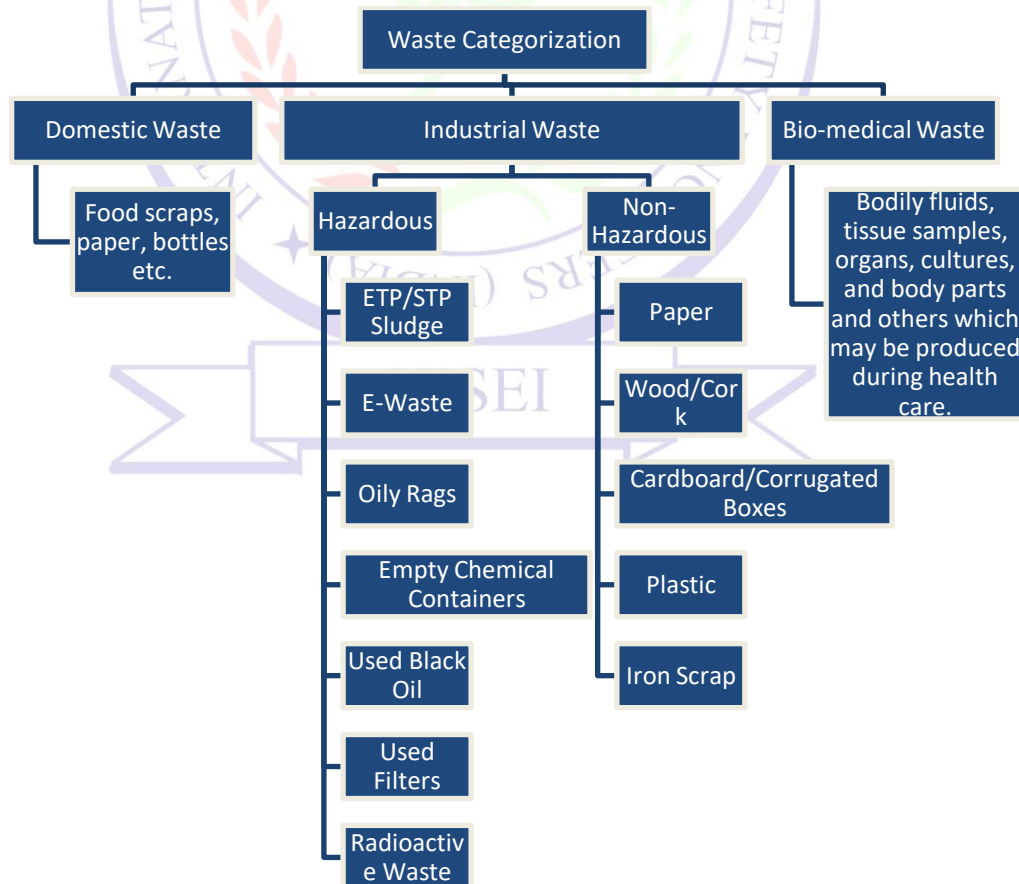 Waste Categorization
Domestic Waste
Industrial Waste
Bio-medical Waste
Food scraps,
paper, bottles
etc.
Hazardous
Non-
Hazardous
Bodily fluids,
tissue samples,
organs, cultures,
and body parts
and others which
may be produced
during health
care.
ETP/STP
Sludge
Paper
E-Waste
Wood/Cor
k
Oily Rags
Cardboard/Corrugated
Boxes
Empty Chemical
Containers
Plastic
Used Black
Oil
Iron Scrap
Used
Filters
Radioactiv
e Waste
SEI
(INDIA)